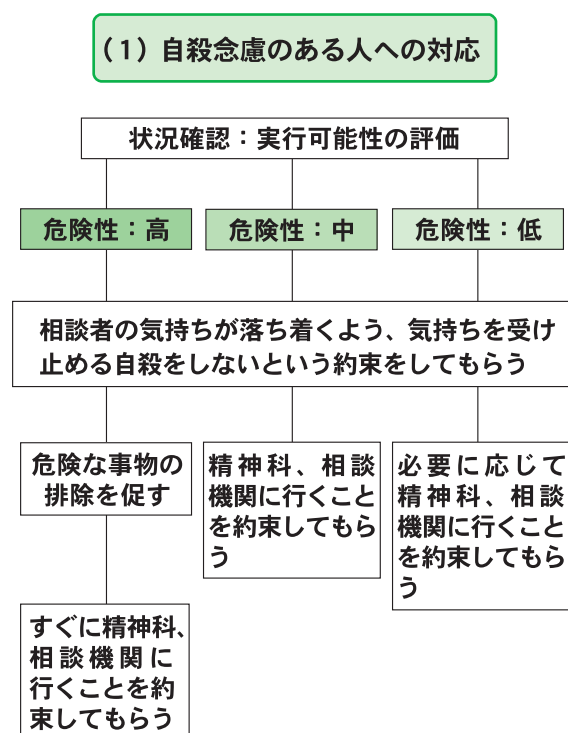 （1）自殺念慮のある人への対応
状況確認：実行可能性の評価
危険性：高
危険性：中
危険性：低
相談者の気持ちが落ち着くよう、気持ちを受け
止める自殺をしないという約束をしてもらう
危険な事物の
排除を促す
精神科、相談
機関に行くこと
を約束してもら
う
必要に応じて
精神科、相談
機関に行くこと
を約束してもら
う
すぐに精神科、
相談機関に
行くことを約
束してもらう